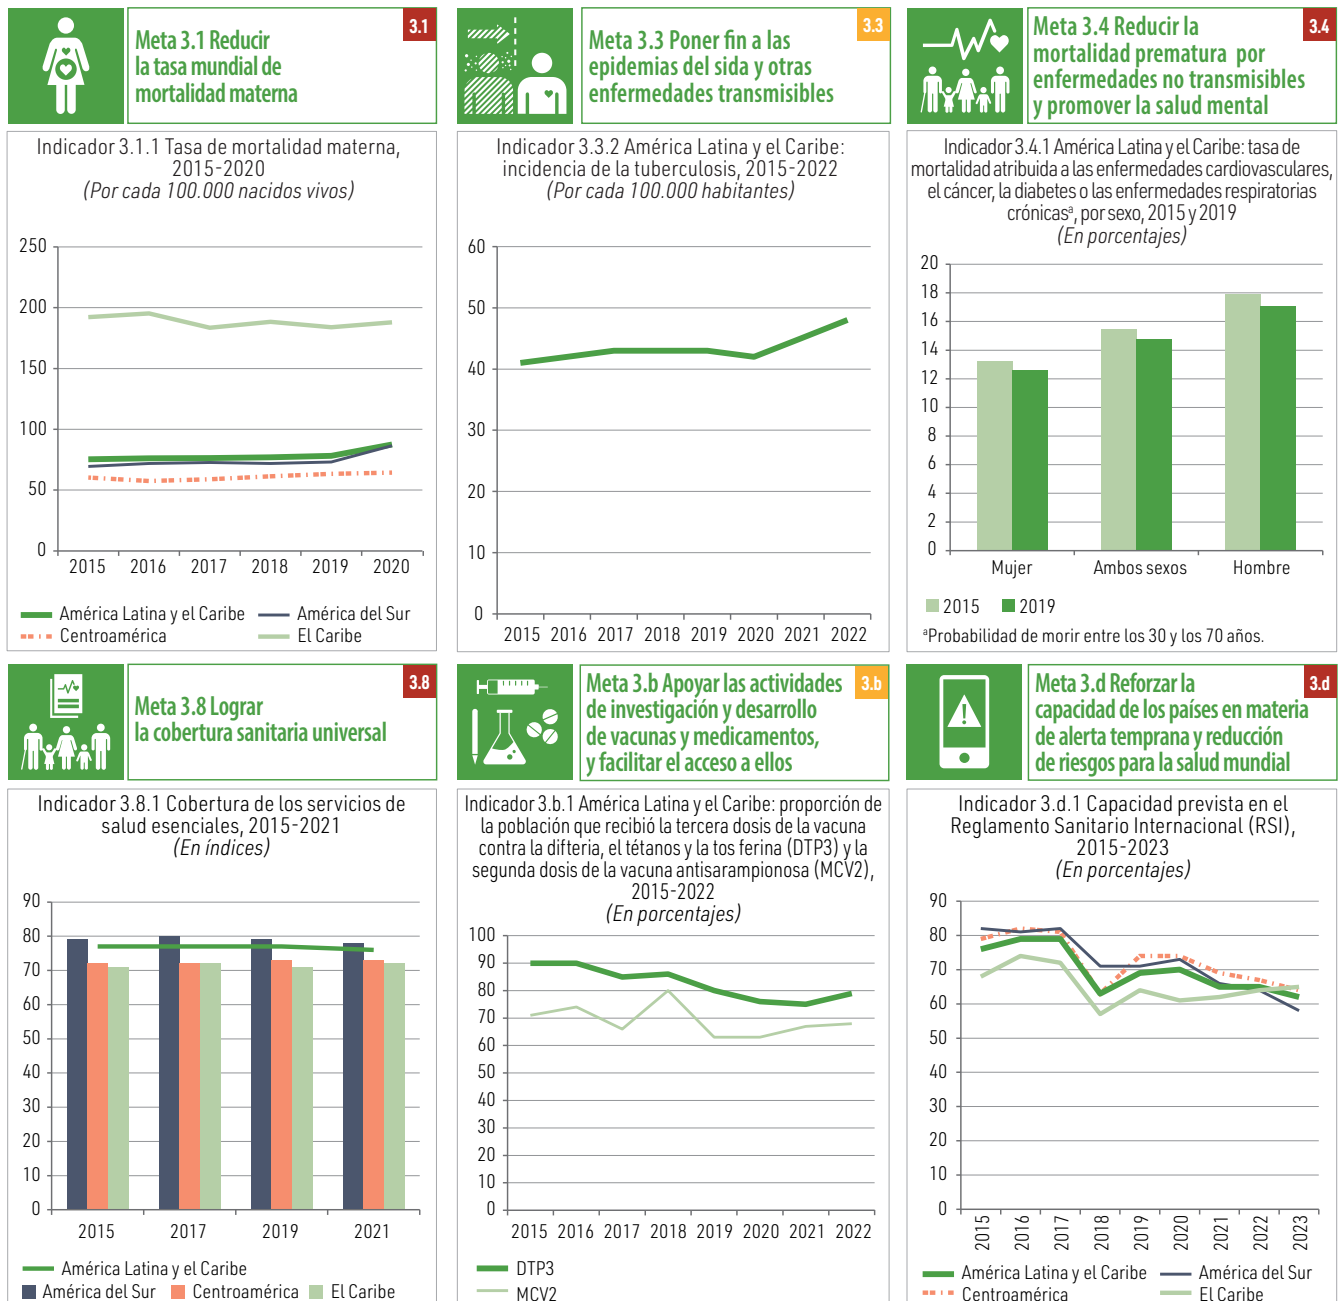 3.1
Meta 3.1 Reducir
la tasa mundial de
mortalidad materna
Indicador 3.1.1 Tasa de mortalidad materna,
2015-2020
(Por cada 100.000 nacidos vivos)
250
200
150
100
50
0
2015 2016 2017 2018 2019 2020
América Latina y el Caribe América del Sur
Centroamérica El Caribe
3.3
Meta 3.3 Poner fin a las
epidemias del sida y otras
enfermedades transmisibles
Indicador 3.3.2 América Latina y el Caribe:
incidencia de la tuberculosis, 2015-2022
(Por cada 100.000 habitantes)
60
50
40
30
20
10
0
2015 2016 2017 2018 2019 2020 2021 2022
3.4
Meta 3.4 Reducir la
mortalidad prematura por
enfermedades no transmisibles
y promover la salud mental
Indicador 3.4.1 América Latina y el Caribe: tasa de
mortalidad atribuida a las enfermedades cardiovasculares,
el cáncer, la diabetes o las enfermedades respiratorias
crónicasª, por sexo, 2015 y 2019
(En porcentajes)
20
18
16
14
12
10
8
6
4
2
0
Mujer Ambos sexos Hombre
2015 2019
ªProbabilidad de morir entre los 30 y los 70 años.
3.8
Meta 3.8 Lograr
la cobertura sanitaria universal
Indicador 3.8.1 Cobertura de los servicios de
salud esenciales, 2015-2021
(En índices)
90
80
70
60
50
40
30
20
10
0
2015 2017 2019 2021
América Latina y el Caribe
América del Sur Centroamérica El Caribe
3.b
Meta 3.b Apoyar las actividades
de investigación y desarrollo
de vacunas y medicamentos,
y facilitar el acceso a ellos
Indicador 3.b.1 América Latina y el Caribe: proporción de
la población que recibió la tercera dosis de la vacuna
contra la difteria, el tétanos y la tos ferina (DTP3) y la
segunda dosis de la vacuna antisarampionosa (MCV2),
2015-2022
(En porcentajes)
100
90
80
70
60
50
40
30
20
10
0
2015 2016 2017 2018 2019 2020 2021 2022
DTP3
MCV2
3.d
Meta 3.d Reforzar la
capacidad de los países en materia
de alerta temprana y reducción
de riesgos para la salud mundial
Indicador 3.d.1 Capacidad prevista en el
Reglamento Sanitario Internacional (RSI),
2015-2023
(En porcentajes)
90
80
70
60
50
40
30
20
10
0
2015 2016 2017 2018 2019 2020 2021 2022 2023
América Latina y el Caribe América del Sur
Centroamérica El Caribe